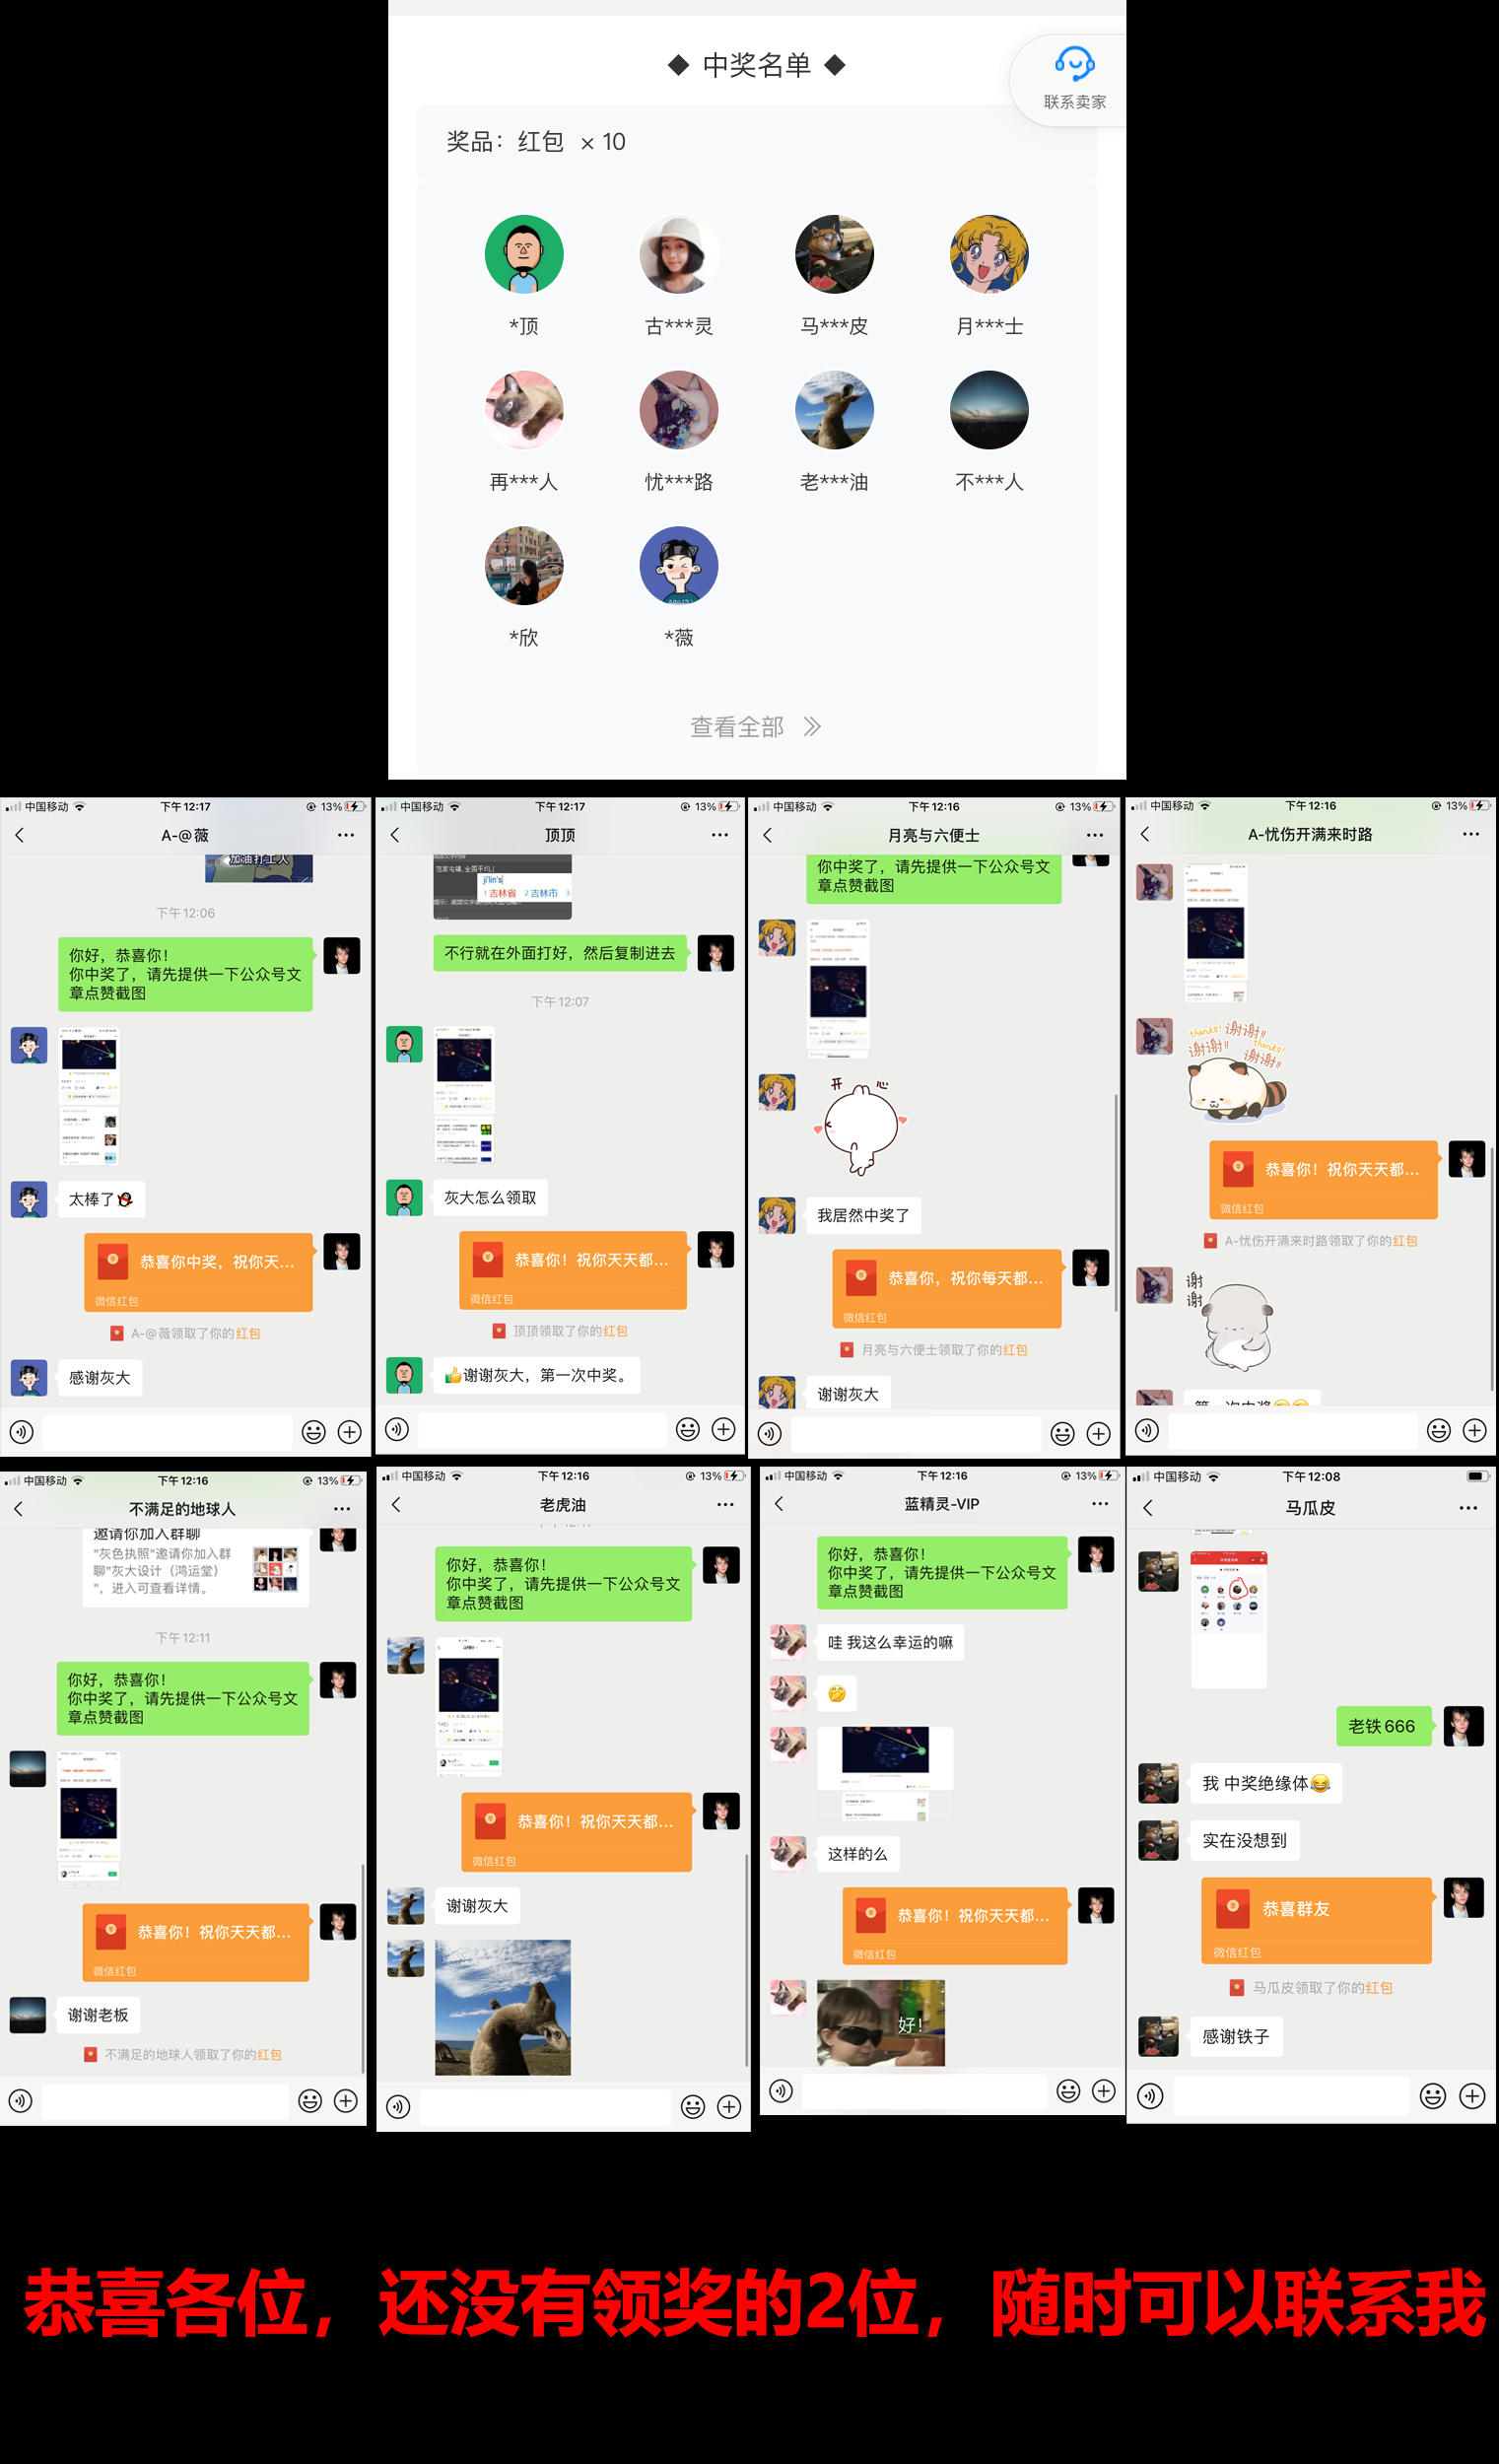 ◆ 中奖名单 ◆
联系卖家
奖品：红包 × 10
*顶
古***灵
马***皮
月***士
再***人
忧***路
老***油
不***人
*欣
*薇
查看全部
中国移动
下午12:17
13%
A-@薇
加油打工人
下午12:06
你好，恭喜你！
你中奖了，请先提供一下公众号文
章点赞截图
太棒了
恭喜你中奖，祝你天...
微信红包
A-@薇领取了你的红包
感谢灰大
中国移动
下午12:17
13%
顶顶
范家屯镇,全国平均,
ji'lin's
1 吉林省 2 吉林市 3
不行就在外面打好，然后复制进去
下午12:07
灰大怎么领取
恭喜你！祝你天天都...
微信红包
顶顶领取了你的红包
👍谢谢灰大，第一次中奖。
中国移动
下午12:16
13%
月亮与六便士
你中奖了，请先提供一下公众号文
章点赞截图
开心
我居然中奖了
恭喜你，祝你每天都...
微信红包
月亮与六便士领取了你的红包
谢谢灰大
中国移动
下午12:16
13%
A-忧伤开满来时路
thanks! 谢谢!!
谢谢!! thanks!
谢谢!!
恭喜你！祝你天天都...
微信红包
A-忧伤开满来时路领取了你的红包
谢谢
第一次中奖
中国移动
下午12:16
13%
不满足的地球人
邀请你加入群聊
"灰色执照"邀请你加入群
聊"灰大设计（鸿运堂）
"，进入可查看详情。
下午12:11
你好，恭喜你！
你中奖了，请先提供一下公众号文
章点赞截图
恭喜你！祝你天天都...
微信红包
谢谢老板
不满足的地球人领取了你的红包
中国移动
下午12:16
13%
老虎油
你好，恭喜你！
你中奖了，请先提供一下公众号文
章点赞截图
恭喜你！祝你天天都...
微信红包
谢谢灰大
中国移动
下午12:16
13%
蓝精灵-VIP
你好，恭喜你！
你中奖了，请先提供一下公众号文
章点赞截图
哇 我这么幸运的嘛
🤭
这样的么
恭喜你！祝你天天都...
微信红包
好！
中国移动
下午12:08
马瓜皮
老铁666
我 中奖绝缘体😂
实在没想到
恭喜群友
微信红包
马瓜皮领取了你的红包
感谢铁子
恭喜各位，还没有领奖的2位，随时可以联系我